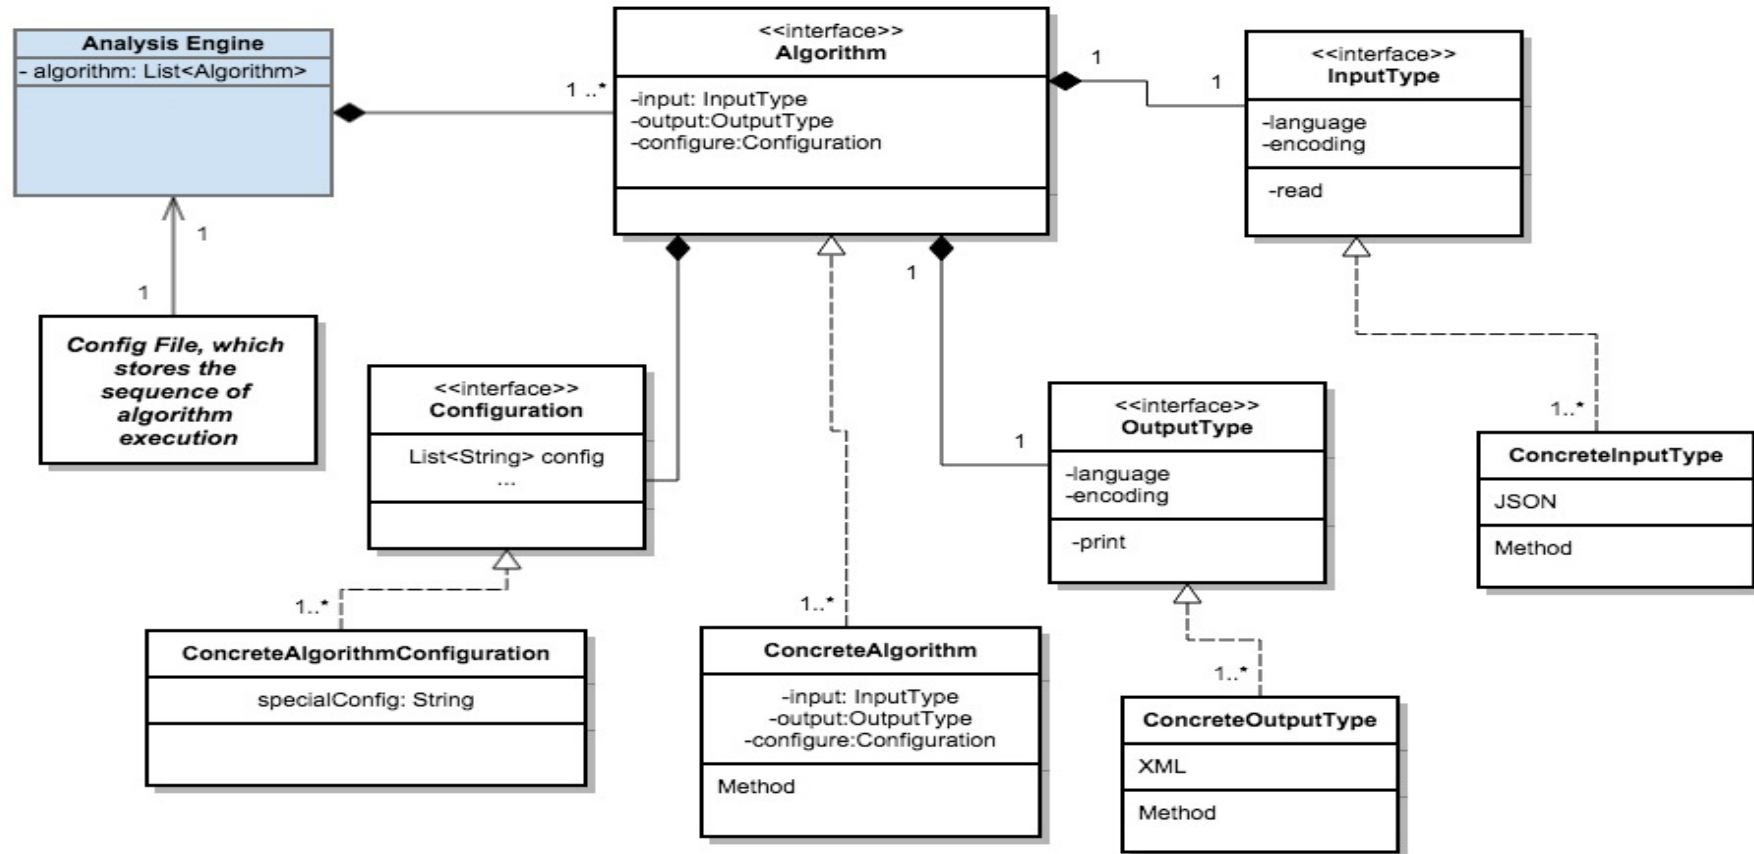 Analysis Engine
- algorithm: List<Algorithm>
1 ..*
<<interface>>
Algorithm
-input: InputType
-output:OutputType
-configure:Configuration
1
1
<<interface>>
InputType
-language
-encoding
-read
1
1
Config File, which
stores the
sequence of
algorithm
execution
<<interface>>
Configuration
List<String> config
...
1
1
<<interface>>
OutputType
-language
-encoding
-print
1..*
ConcreteInputType
JSON
Method
1..*
ConcreteAlgorithmConfiguration
specialConfig: String
1..*
ConcreteAlgorithm
-input: InputType
-output:OutputType
-configure:Configuration
Method
1..*
ConcreteOutputType
XML
Method